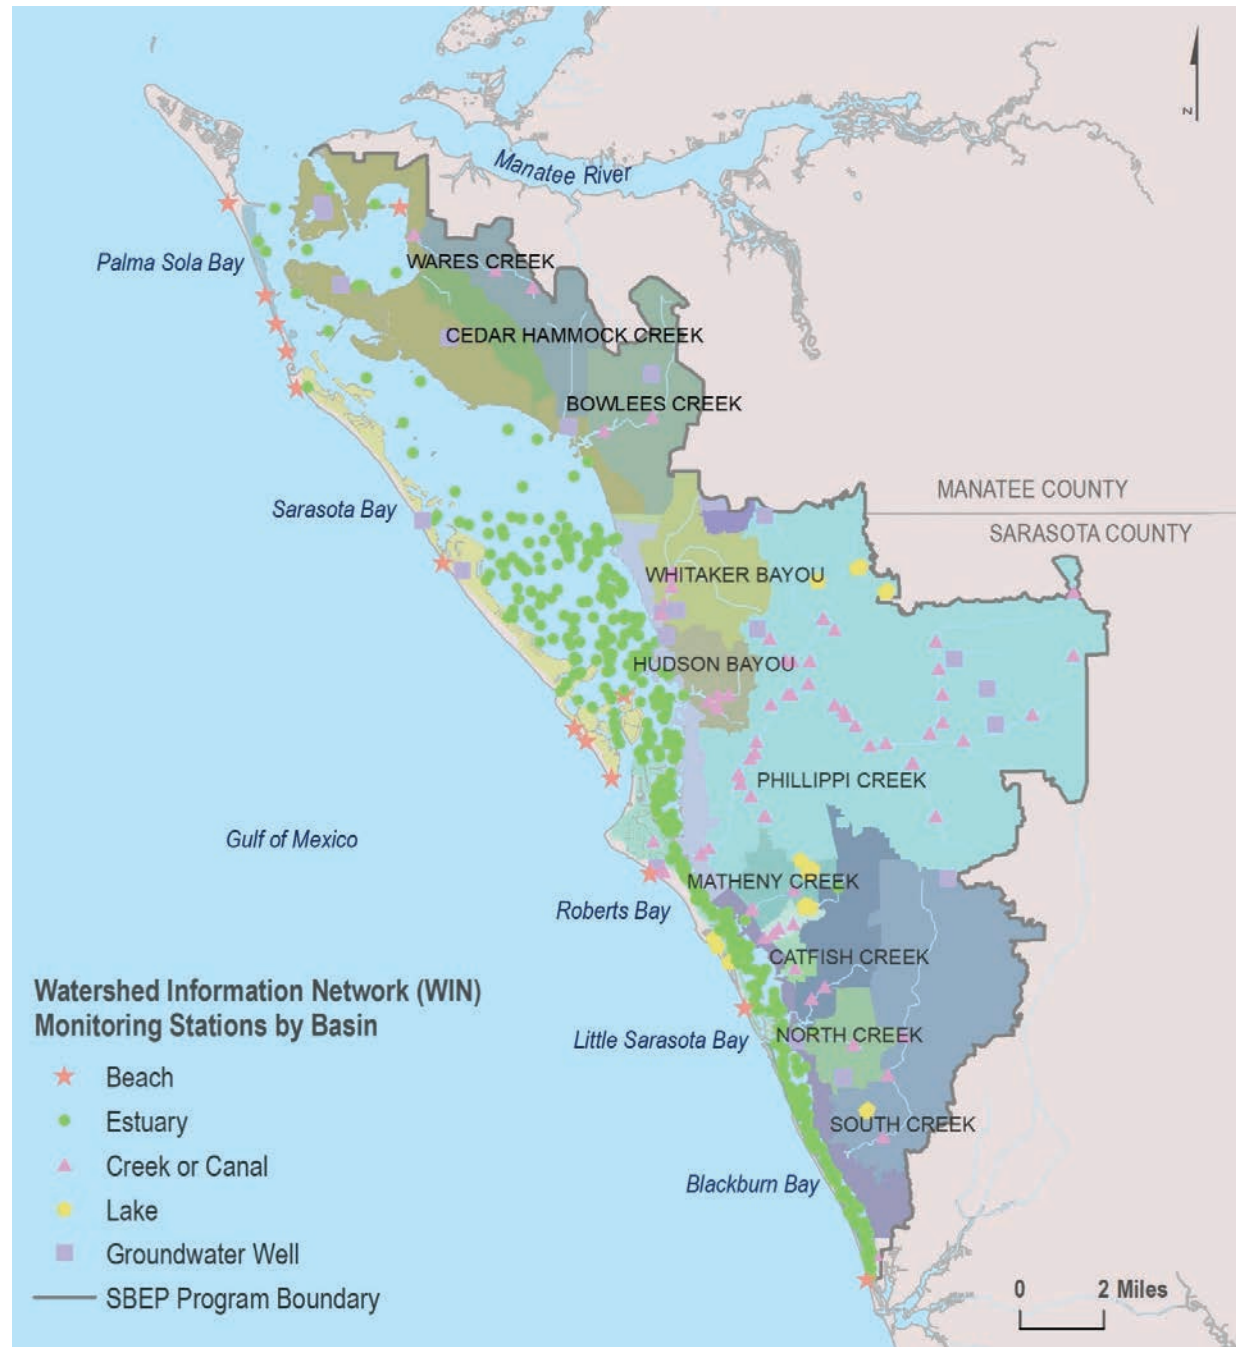 N
Manatee River
Palma Sola Bay
WARES CREEK
CEDAR HAMMOCK CREEK
BOWLEES CREEK
MANATEE COUNTY
Sarasota Bay
SARASOTA COUNTY
WHITAKER BAYOU
HUDSON BAYOU
PHILLIPPI CREEK
Gulf of Mexico
MATHENY CREEK
Roberts Bay
CATFISH CREEK
Watershed Information Network (WIN)
Monitoring Stations by Basin
NORTH CREEK
Little Sarasota Bay
Beach
Estuary
SOUTH CREEK
Creek or Canal
Blackburn Bay
Lake
Groundwater Well
SBEP Program Boundary
0 2 Miles